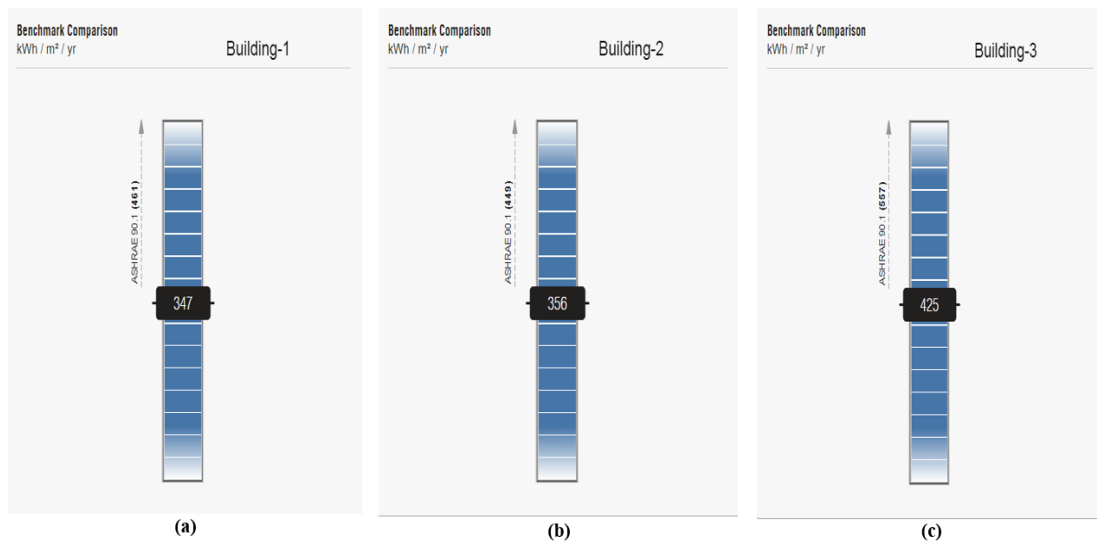 Benchmark Comparison
kWh / m² / yr
Building-1
ASHRAE 90.1 (461)
347
(a)
Benchmark Comparison
kWh / m² / yr
Building-2
ASHRAE 90.1 (449)
356
(b)
Benchmark Comparison
kWh / m² / yr
Building-3
ASHRAE 90.1 (557)
425
(c)